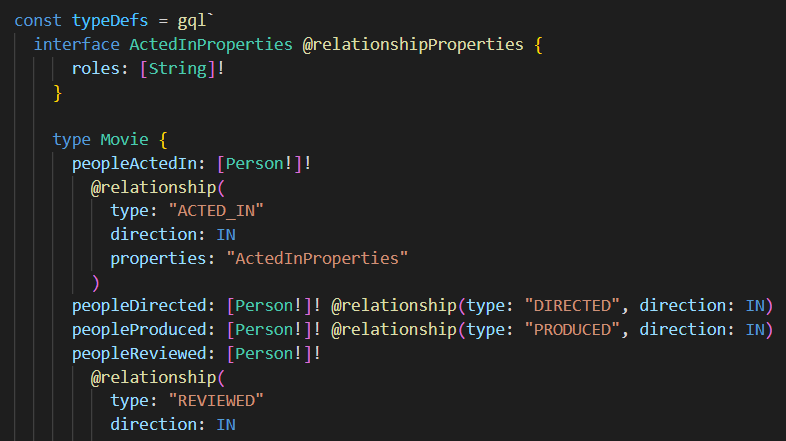 const typeDefs = gql`
interface ActedInProperties @relationshipProperties {
roles: [String]!
}
type Movie {
peopleActedIn: [Person!]!
@relationship(
type: "ACTED_IN"
direction: IN
properties: "ActedInProperties"
)
peopleDirected: [Person!]! @relationship(type: "DIRECTED", direction: IN)
peopleProduced: [Person!]! @relationship(type: "PRODUCED", direction: IN)
peopleReviewed: [Person!]!
@relationship(
type: "REVIEWED"
direction: IN